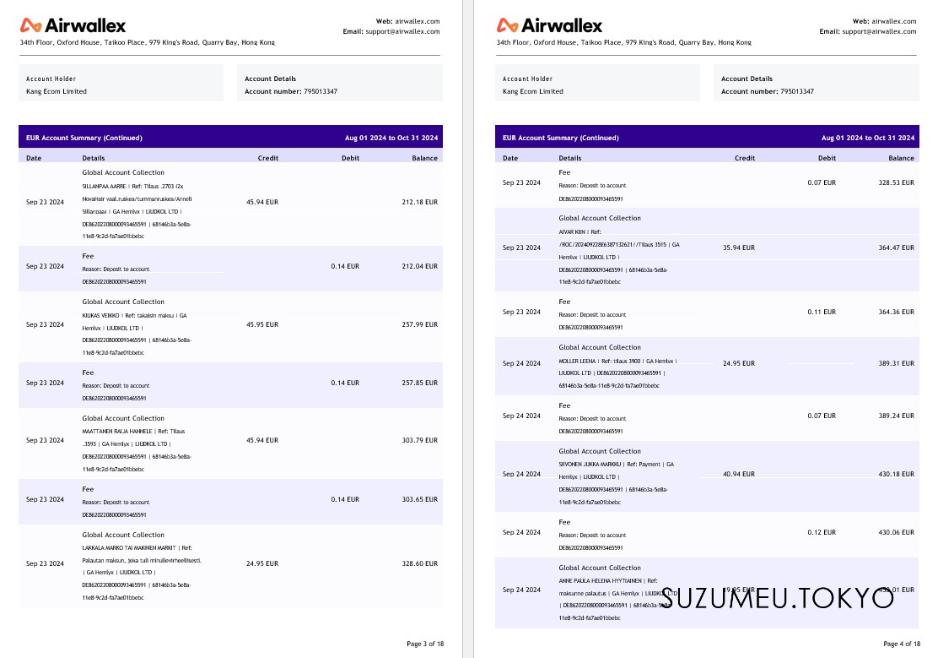 Airwallex
Web: airwallex.com
Email: support@airwallex.com
34th Floor, Oxford House, Taikoo Place, 979 King's Road, Quarry Bay, Hong Kong
Account Holder
Kang Ecom Limited
Account Details
Account number: 795013347
EUR Account Summary (Continued) Aug 01 2024 to Oct 31 2024
Date Details Credit Debit Balance
Global Account Collection
SILLANPAA AARRE | Ref: Tilaus .2703 /2x
NovaHair vaal.ruskea/tummanruskea/Anneli
Sillanpaa | GA Hemlyx | LIUDKOL LTD |
DE86202208000093465591 | 68146b3a-5e8a-
11e8-9c2d-fa7ae01bbebc
Sep 23 2024 45.94 EUR 212.18 EUR
Fee
Reason: Deposit to account
DE86202208000093465591
Sep 23 2024 0.14 EUR 212.04 EUR
Global Account Collection
KIUKAS VEIKKO | Ref: takaisin maksu | GA
Hemlyx | LIUDKOL LTD |
DE86202208000093465591 | 68146b3a-5e8a-
11e8-9c2d-fa7ae01bbebc
Sep 23 2024 45.95 EUR 257.99 EUR
Fee
Reason: Deposit to account
DE86202208000093465591
Sep 23 2024 0.14 EUR 257.85 EUR
Global Account Collection
MAATTANEN RAIJA HANNELE | Ref: Tilaus
.3593 | GA Hemlyx | LIUDKOL LTD |
DE86202208000093465591 | 68146b3a-5e8a-
11e8-9c2d-fa7ae01bbebc
Sep 23 2024 45.94 EUR 303.79 EUR
Fee
Reason: Deposit to account
DE86202208000093465591
Sep 23 2024 0.14 EUR 303.65 EUR
Global Account Collection
LAKKALA MARKO TAI MAKINEN MARKIT | Ref:
Palautan maksun, joka tuli minulle
| GA Hemlyx | LIUDKOL LTD |
DE86202208000093465591 | 68146b3a-5e8a-
11e8-9c2d-fa7ae01bbebc
Sep 23 2024 24.95 EUR 328.60 EUR
Page 3 of 18
Airwallex
Web: airwallex.com
Email: support@airwallex.com
34th Floor, Oxford House, Taikoo Place, 979 King's Road, Quarry Bay, Hong Kong
Account Holder
Kang Ecom Limited
Account Details
Account number: 795013347
EUR Account Summary (Continued) Aug 01 2024 to Oct 31 2024
Date Details Credit Debit Balance
Fee
Reason: Deposit to account
DE86202208000093465591
Sep 23 2024 0.07 EUR 328.53 EUR
Global Account Collection
AIVAR KIIN | Ref:
/ROC/20240922886387132621//Tilaus 3515 | GA
Hemlyx | LIUDKOL LTD |
DE86202208000093465591 | 68146b3a-5e8a-
11e8-9c2d-fa7ae01bbebc
Sep 23 2024 35.94 EUR 364.47 EUR
Fee
Reason: Deposit to account
DE86202208000093465591
Sep 23 2024 0.11 EUR 364.36 EUR
Global Account Collection
MOLLER LEENA | Ref: tilaus 3900 | GA Hemlyx |
LIUDKOL LTD | DE86202208000093465591 |
68146b3a-5e8a-11e8-9c2d-fa7ae01bbebc
Sep 24 2024 24.95 EUR 389.31 EUR
Fee
Reason: Deposit to account
DE86202208000093465591
Sep 24 2024 0.07 EUR 389.24 EUR
Global Account Collection
SIIVONEN JUKKA MARKKU | Ref: Payment | GA
Hemlyx | LIUDKOL LTD |
DE86202208000093465591 | 68146b3a-5e8a-
11e8-9c2d-fa7ae01bbebc
Sep 24 2024 40.94 EUR 430.18 EUR
Fee
Reason: Deposit to account
DE86202208000093465591
Sep 24 2024 0.12 EUR 430.06 EUR
Global Account Collection
ANNE PAULA HELENA HYYTIAINEN | Ref:
maksunne palautus | GA Hemlyx | LIUDKOL LTD
| DE86202208000093465591 | 68146b3a-5e8a-
11e8-9c2d-fa7ae01bbebc
Sep 24 2024
SUZUMEU.TOKYO
Page 4 of 18